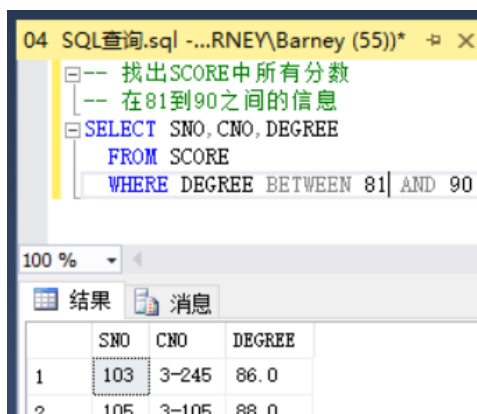 04 SQL查询.sql -...RNEY\Barney (55))*
-- 找出SCORE中所有分数
-- 在81到90之间的信息
SELECT SNO,CNO,DEGREE
FROM SCORE
WHERE DEGREE BETWEEN 81 AND 90
100 %
结果 消息
SNO CNO DEGREE
1 103 3-245 86.0
2 105 3-105 88.0